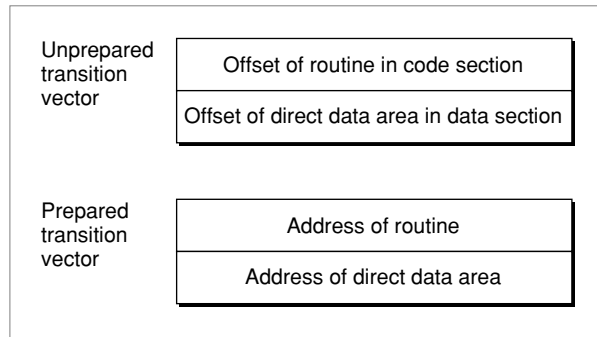 Unprepared
transition
vector
Offset of routine in code section
Offset of direct data area in data section
Prepared
transition
vector
Address of routine
Address of direct data area